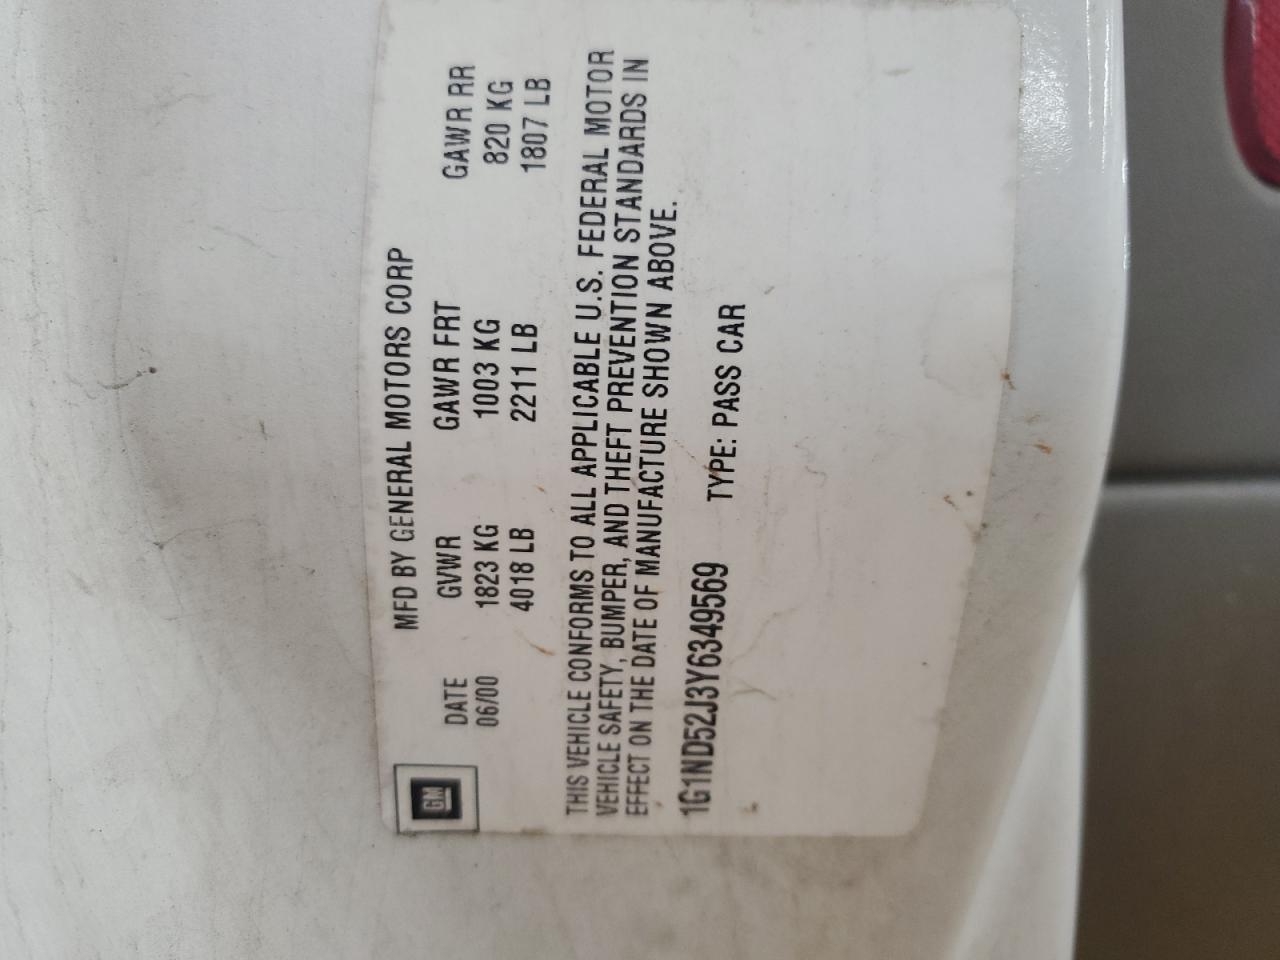 GM
MFD BY GENERAL MOTORS CORP
DATE GVWR GAWR FRT GAWR RR
06/00 1823 KG 1003 KG 820 KG
4018 LB 2211 LB 1807 LB
THIS VEHICLE CONFORMS TO ALL APPLICABLE U.S. FEDERAL MOTOR
VEHICLE SAFETY, BUMPER, AND THEFT PREVENTION STANDARDS IN
EFFECT ON THE DATE OF MANUFACTURE SHOWN ABOVE.
1G1ND52J3Y6349569 TYPE: PASS CAR